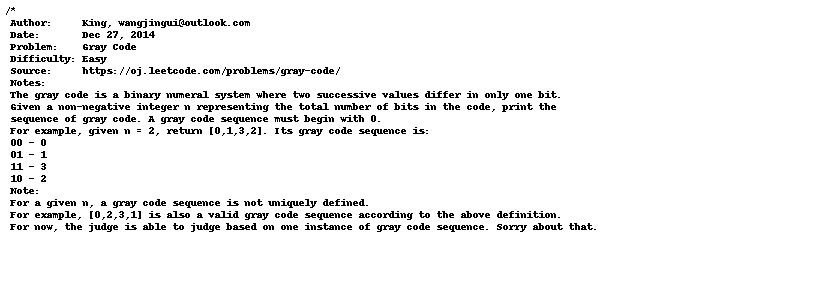 /*
Author: King, wangjingui@outlook.com
Date: Dec 27, 2014
Problem: Gray Code
Difficulty: Easy
Source: https://oj.leetcode.com/problems/gray-code/
Notes:
The gray code is a binary numeral system where two successive values differ in only one bit.
Given a non-negative integer n representing the total number of bits in the code, print the
sequence of gray code. A gray code sequence must begin with 0.
For example, given n = 2, return [0,1,3,2]. Its gray code sequence is:
00 - 0
01 - 1
11 - 3
10 - 2
Note:
For a given n, a gray code sequence is not uniquely defined.
For example, [0,2,3,1] is also a valid gray code sequence according to the above definition.
For now, the judge is able to judge based on one instance of gray code sequence. Sorry about that.